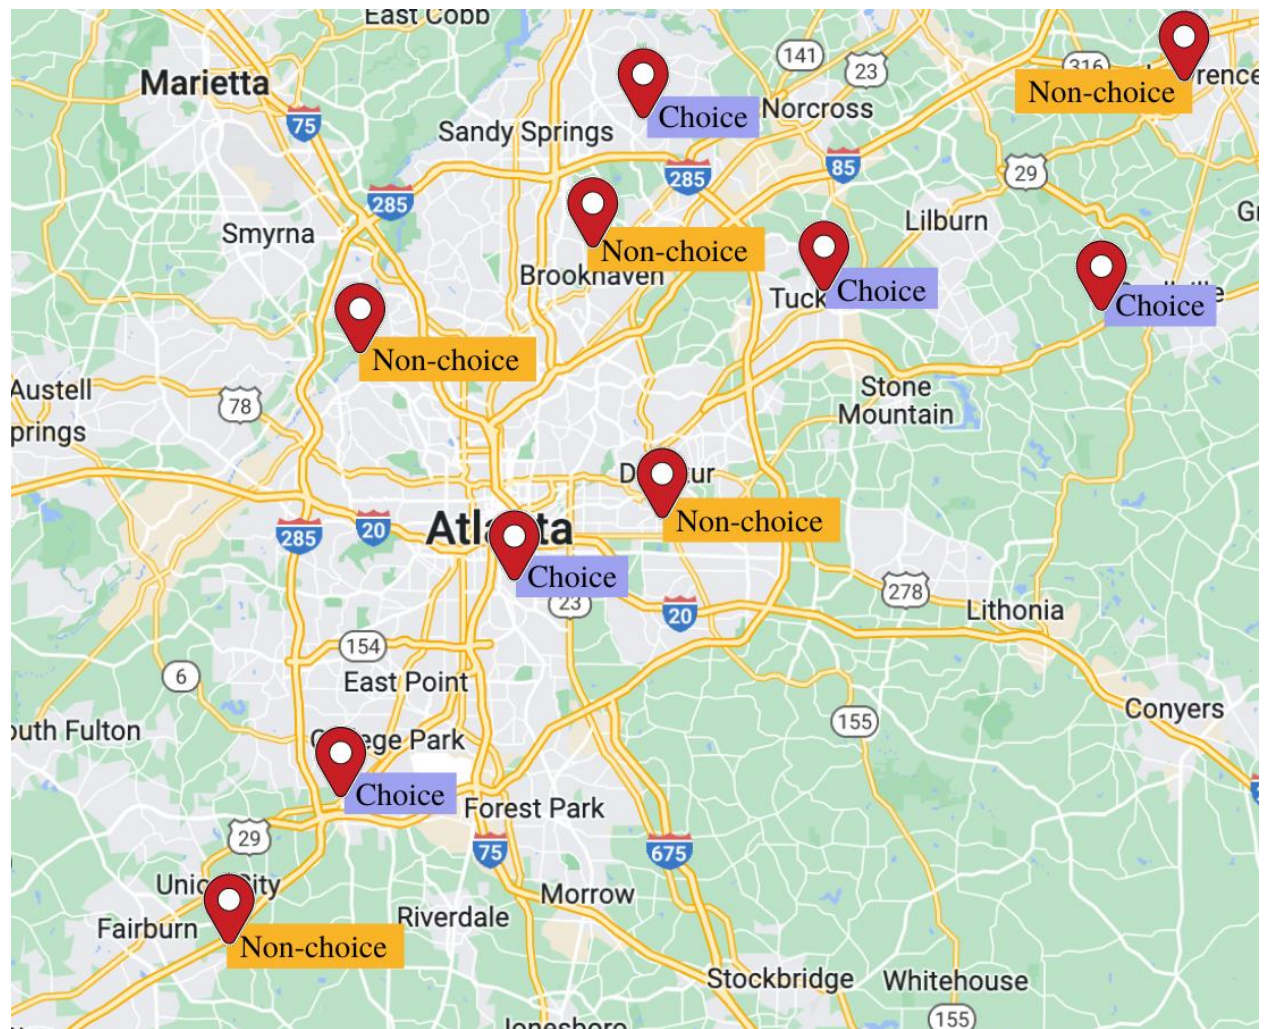 East Cobb
Marietta
75
Sandy Springs
Choice
141
23
Norcross
316
Non-choice
285
285
85
29
Smyrna
Non-choice
Brookhaven
Lilburn
Choice
Choice
Non-choice
Austell
prings
78
Stone
Mountain
Non-choice
285
20
Choice
23
20
278
Lithonia
154
6
East Point
outh Fulton
155
Conyers
Choice
Forest Park
29
75
675
Fairburn
Non-choice
Riverdale
Morrow
Stockbridge
Whitehouse
155